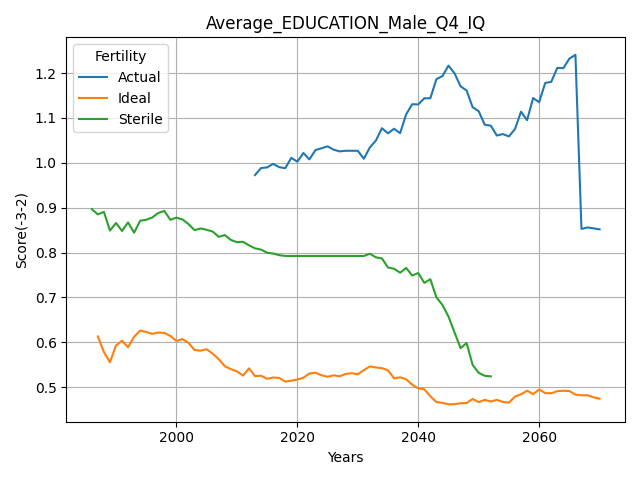 Average_EDUCATION_Male_Q4_IQ
Fertility
Actual
Ideal
Sterile
Score(-3-2)
1.2
1.1
1.0
0.9
0.8
0.7
0.6
0.5
2000
2020
2040
2060
Years